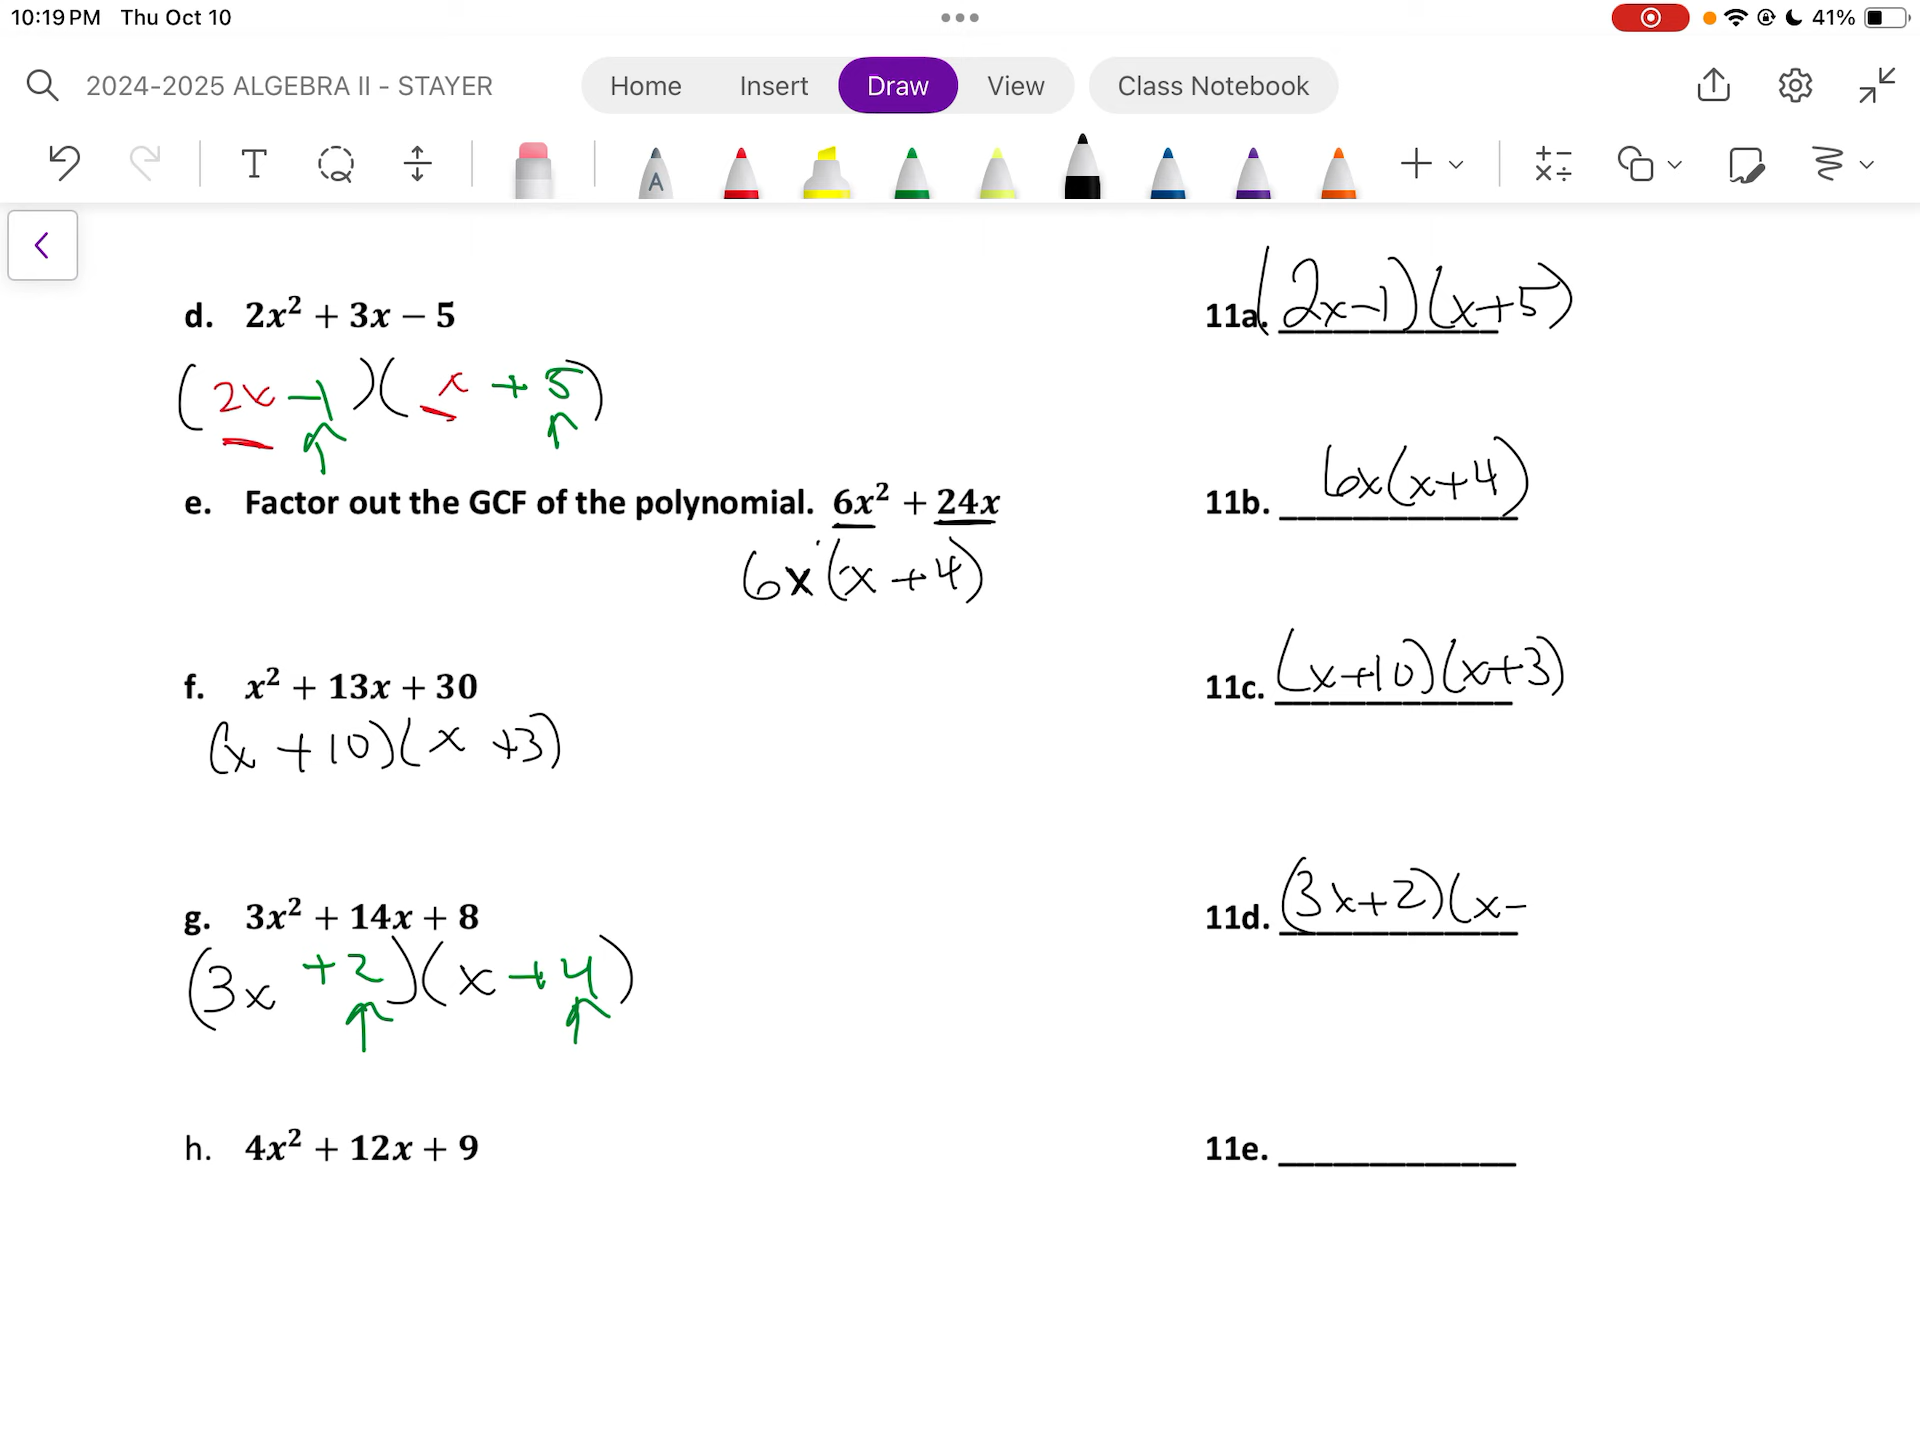 10:19 PM Thu Oct 10
41%
2024-2025 ALGEBRA II - STAYER
Home Insert Draw View Class Notebook
T
A
d. 2x² + 3x − 5
(2x −1)(x + 5)
11a. (2x−1)(x+5)
e. Factor out the GCF of the polynomial. 6x² + 24x
6x(x + 4)
11b. 6x(x+4)
f. x² + 13x + 30
(x + 10)(x + 3)
11c. (x+10)(x+3)
g. 3x² + 14x + 8
(3x + 2)(x + 4)
11d. (3x+2)(x−
h. 4x² + 12x + 9
11e.